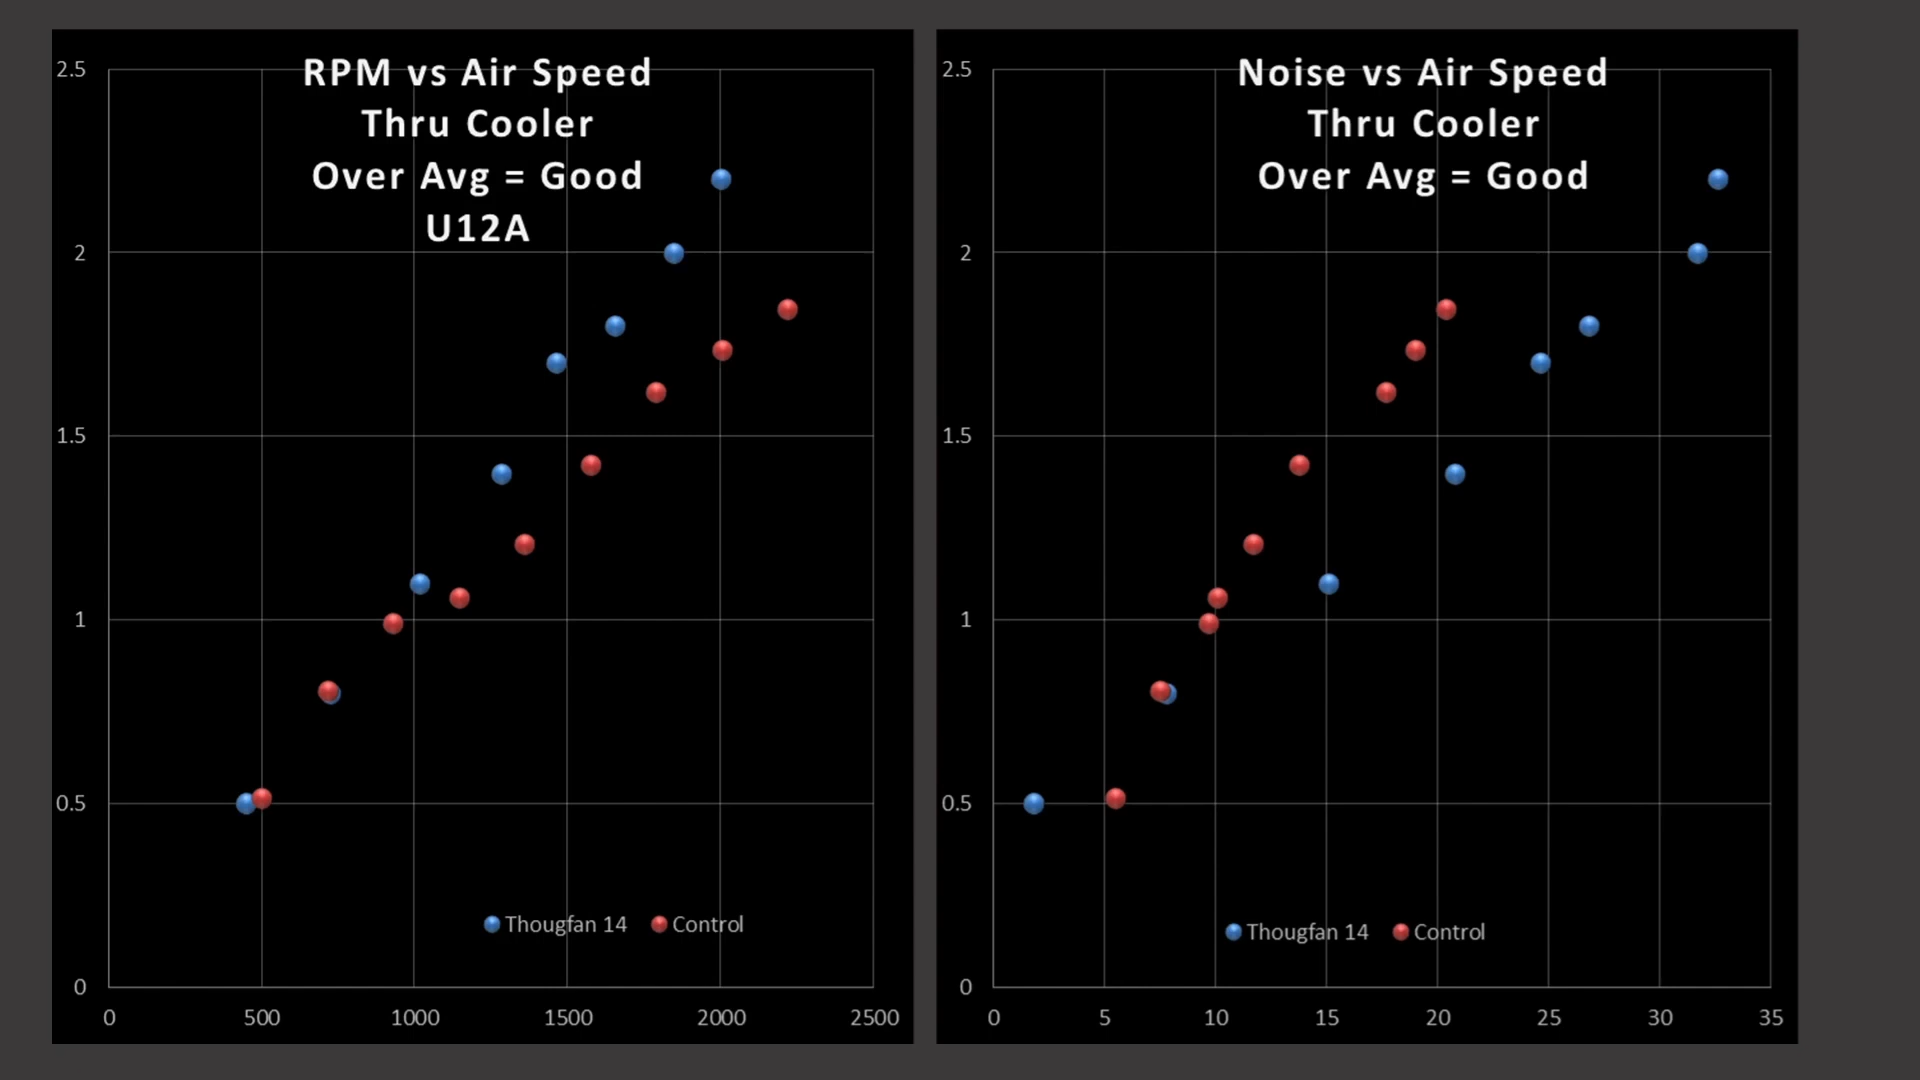 RPM vs Air Speed
Thru Cooler
Over Avg = Good
U12A
2.5
2
1.5
1
0.5
0
0 500 1000 1500 2000 2500
Thougfan 14 Control
Noise vs Air Speed
Thru Cooler
Over Avg = Good
2.5
2
1.5
1
0.5
0
0 5 10 15 20 25 30 35
Thougfan 14 Control